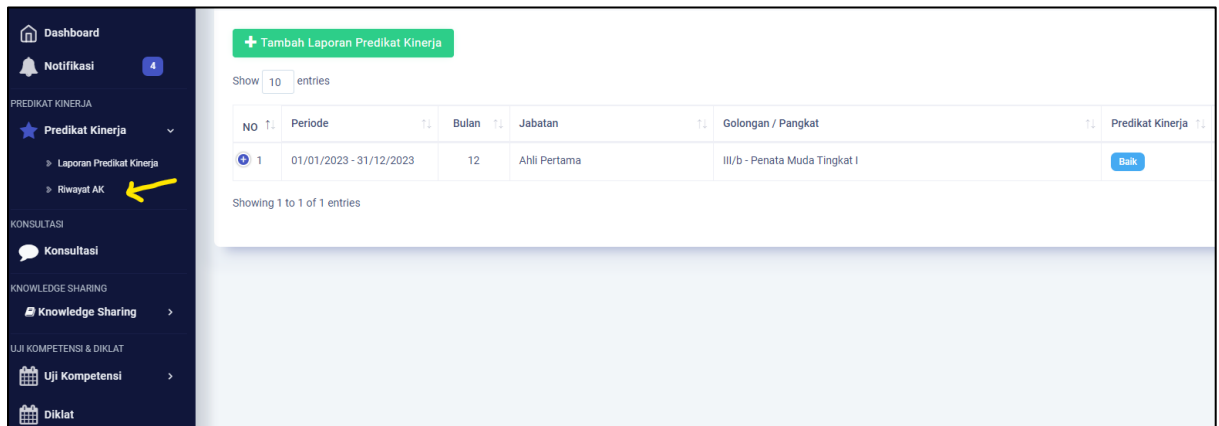 Dashboard
Notifikasi 4
PREDIKAT KINERJA
Predikat Kinerja
Laporan Predikat Kinerja
Riwayat AK
KONSULTASI
Konsultasi
KNOWLEDGE SHARING
Knowledge Sharing
UJI KOMPETENSI & DIKLAT
Uji Kompetensi
Diklat
Tambah Laporan Predikat Kinerja
Show 10 entries
NO Periode Bulan Jabatan Golongan / Pangkat Predikat Kinerja
1 01/01/2023 - 31/12/2023 12 Ahli Pertama III/b - Penata Muda Tingkat I Baik
Showing 1 to 1 of 1 entries